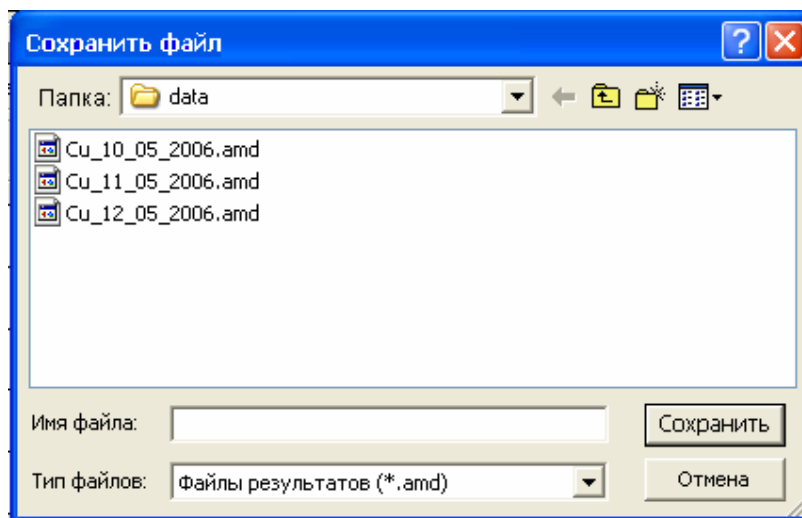 Сохранить файл
Папка: data
Cu_10_05_2006.amd
Cu_11_05_2006.amd
Cu_12_05_2006.amd
Имя файла: Сохранить
Тип файлов: Файлы результатов (*.amd) Отмена